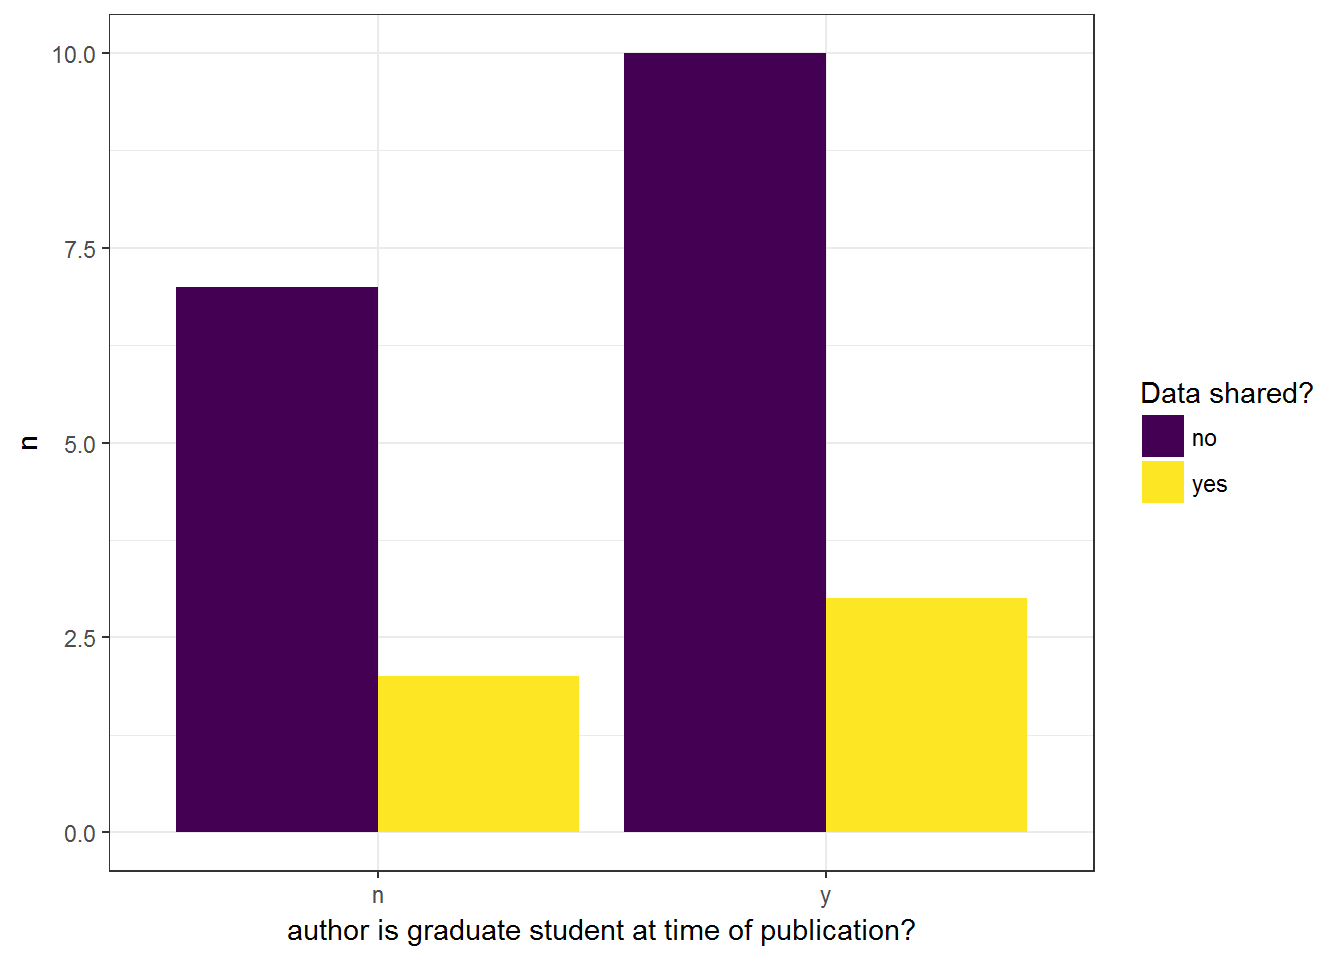 10.0
7.5
5.0
2.5
0.0
n
n
y
author is graduate student at time of publication?
Data shared?
no
yes